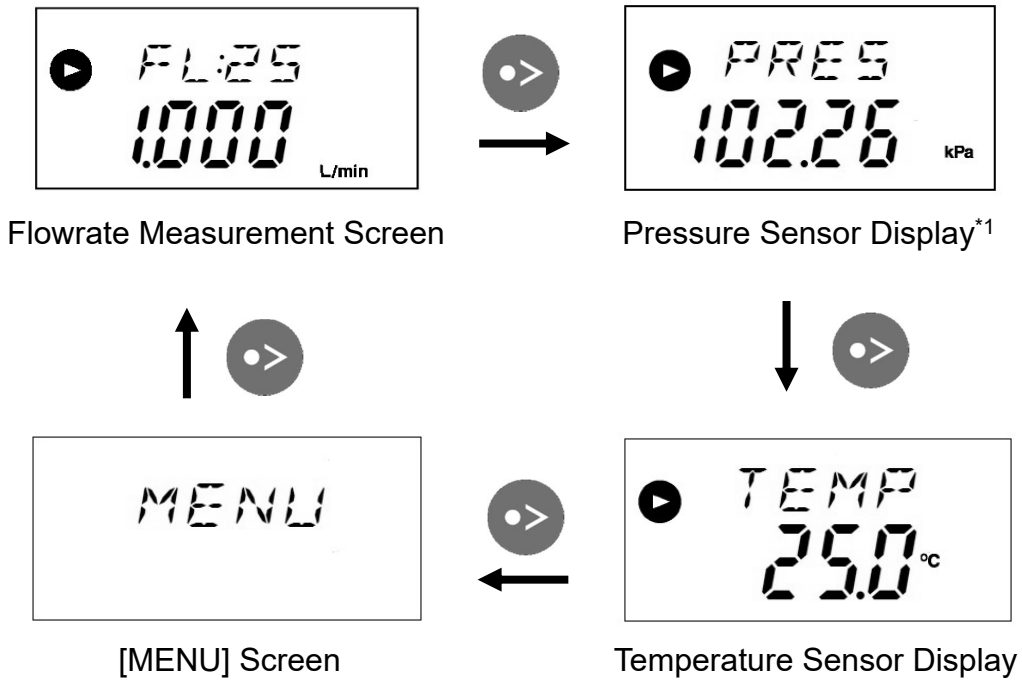 FL:25
1.000 L/min
Flowrate Measurement Screen
PRES
102.26 kPa
Pressure Sensor Display*1
MENU
[MENU] Screen
TEMP
25.0 °C
Temperature Sensor Display